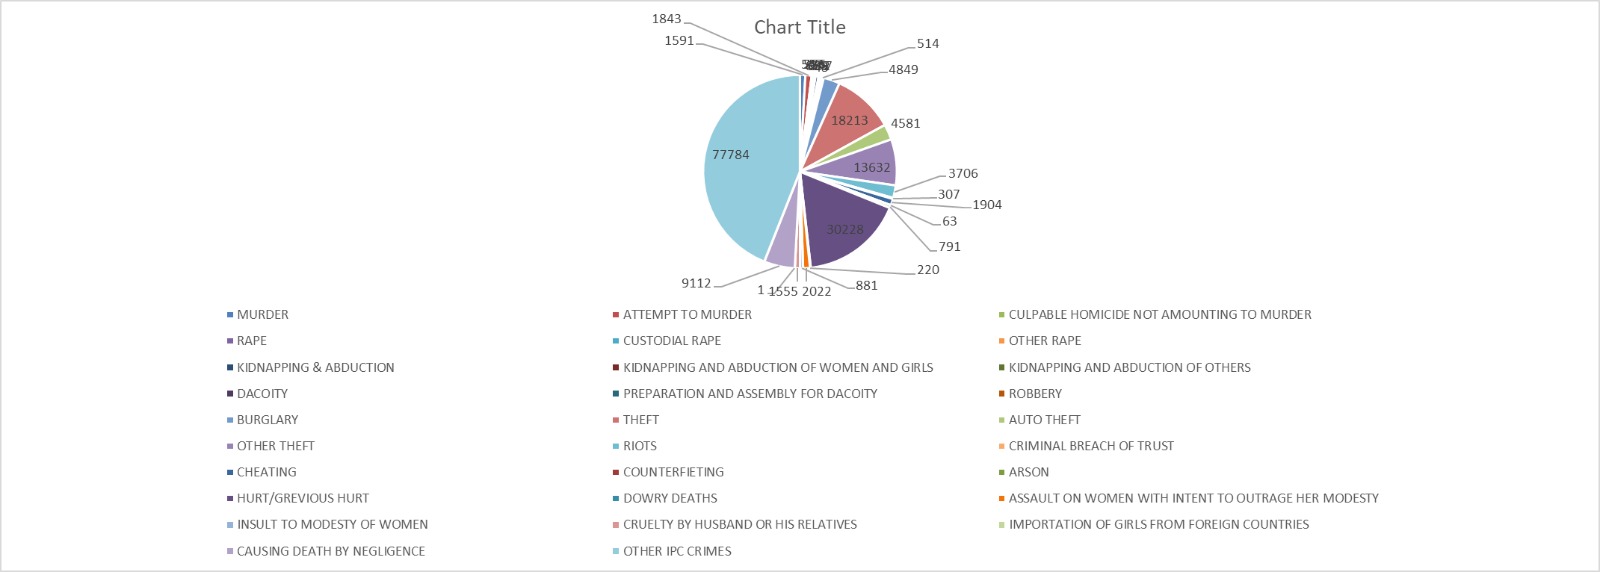 Chart Title
1843
1591
514
4849
18213
4581
77784
13632
3706
307
1904
63
30228
791
220
9112
1
1555
2022
881
MURDER
ATTEMPT TO MURDER
CULPABLE HOMICIDE NOT AMOUNTING TO MURDER
RAPE
CUSTODIAL RAPE
OTHER RAPE
KIDNAPPING & ABDUCTION
KIDNAPPING AND ABDUCTION OF WOMEN AND GIRLS
KIDNAPPING AND ABDUCTION OF OTHERS
DACOITY
PREPARATION AND ASSEMBLY FOR DACOITY
ROBBERY
BURGLARY
THEFT
AUTO THEFT
OTHER THEFT
RIOTS
CRIMINAL BREACH OF TRUST
CHEATING
COUNTERFIETING
ARSON
HURT/GREVIOUS HURT
DOWRY DEATHS
ASSAULT ON WOMEN WITH INTENT TO OUTRAGE HER MODESTY
INSULT TO MODESTY OF WOMEN
CRUELTY BY HUSBAND OR HIS RELATIVES
IMPORTATION OF GIRLS FROM FOREIGN COUNTRIES
CAUSING DEATH BY NEGLIGENCE
OTHER IPC CRIMES